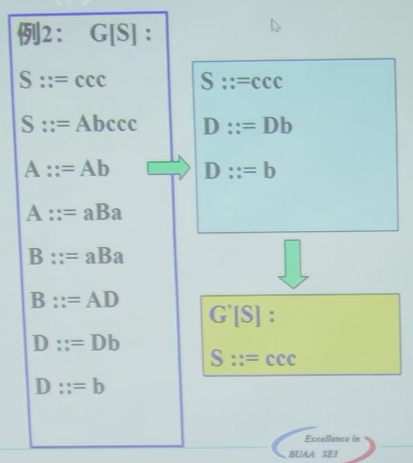 例2： G[S] :
S ::= ccc
S ::= Abccc
A ::= Ab
A ::= aBa
B ::= aBa
B ::= AD
D ::= Db
D ::= b
S ::=ccc
D ::= Db
D ::= b
G'[S] :
S ::= ccc
Excellence in
BUAA SEI